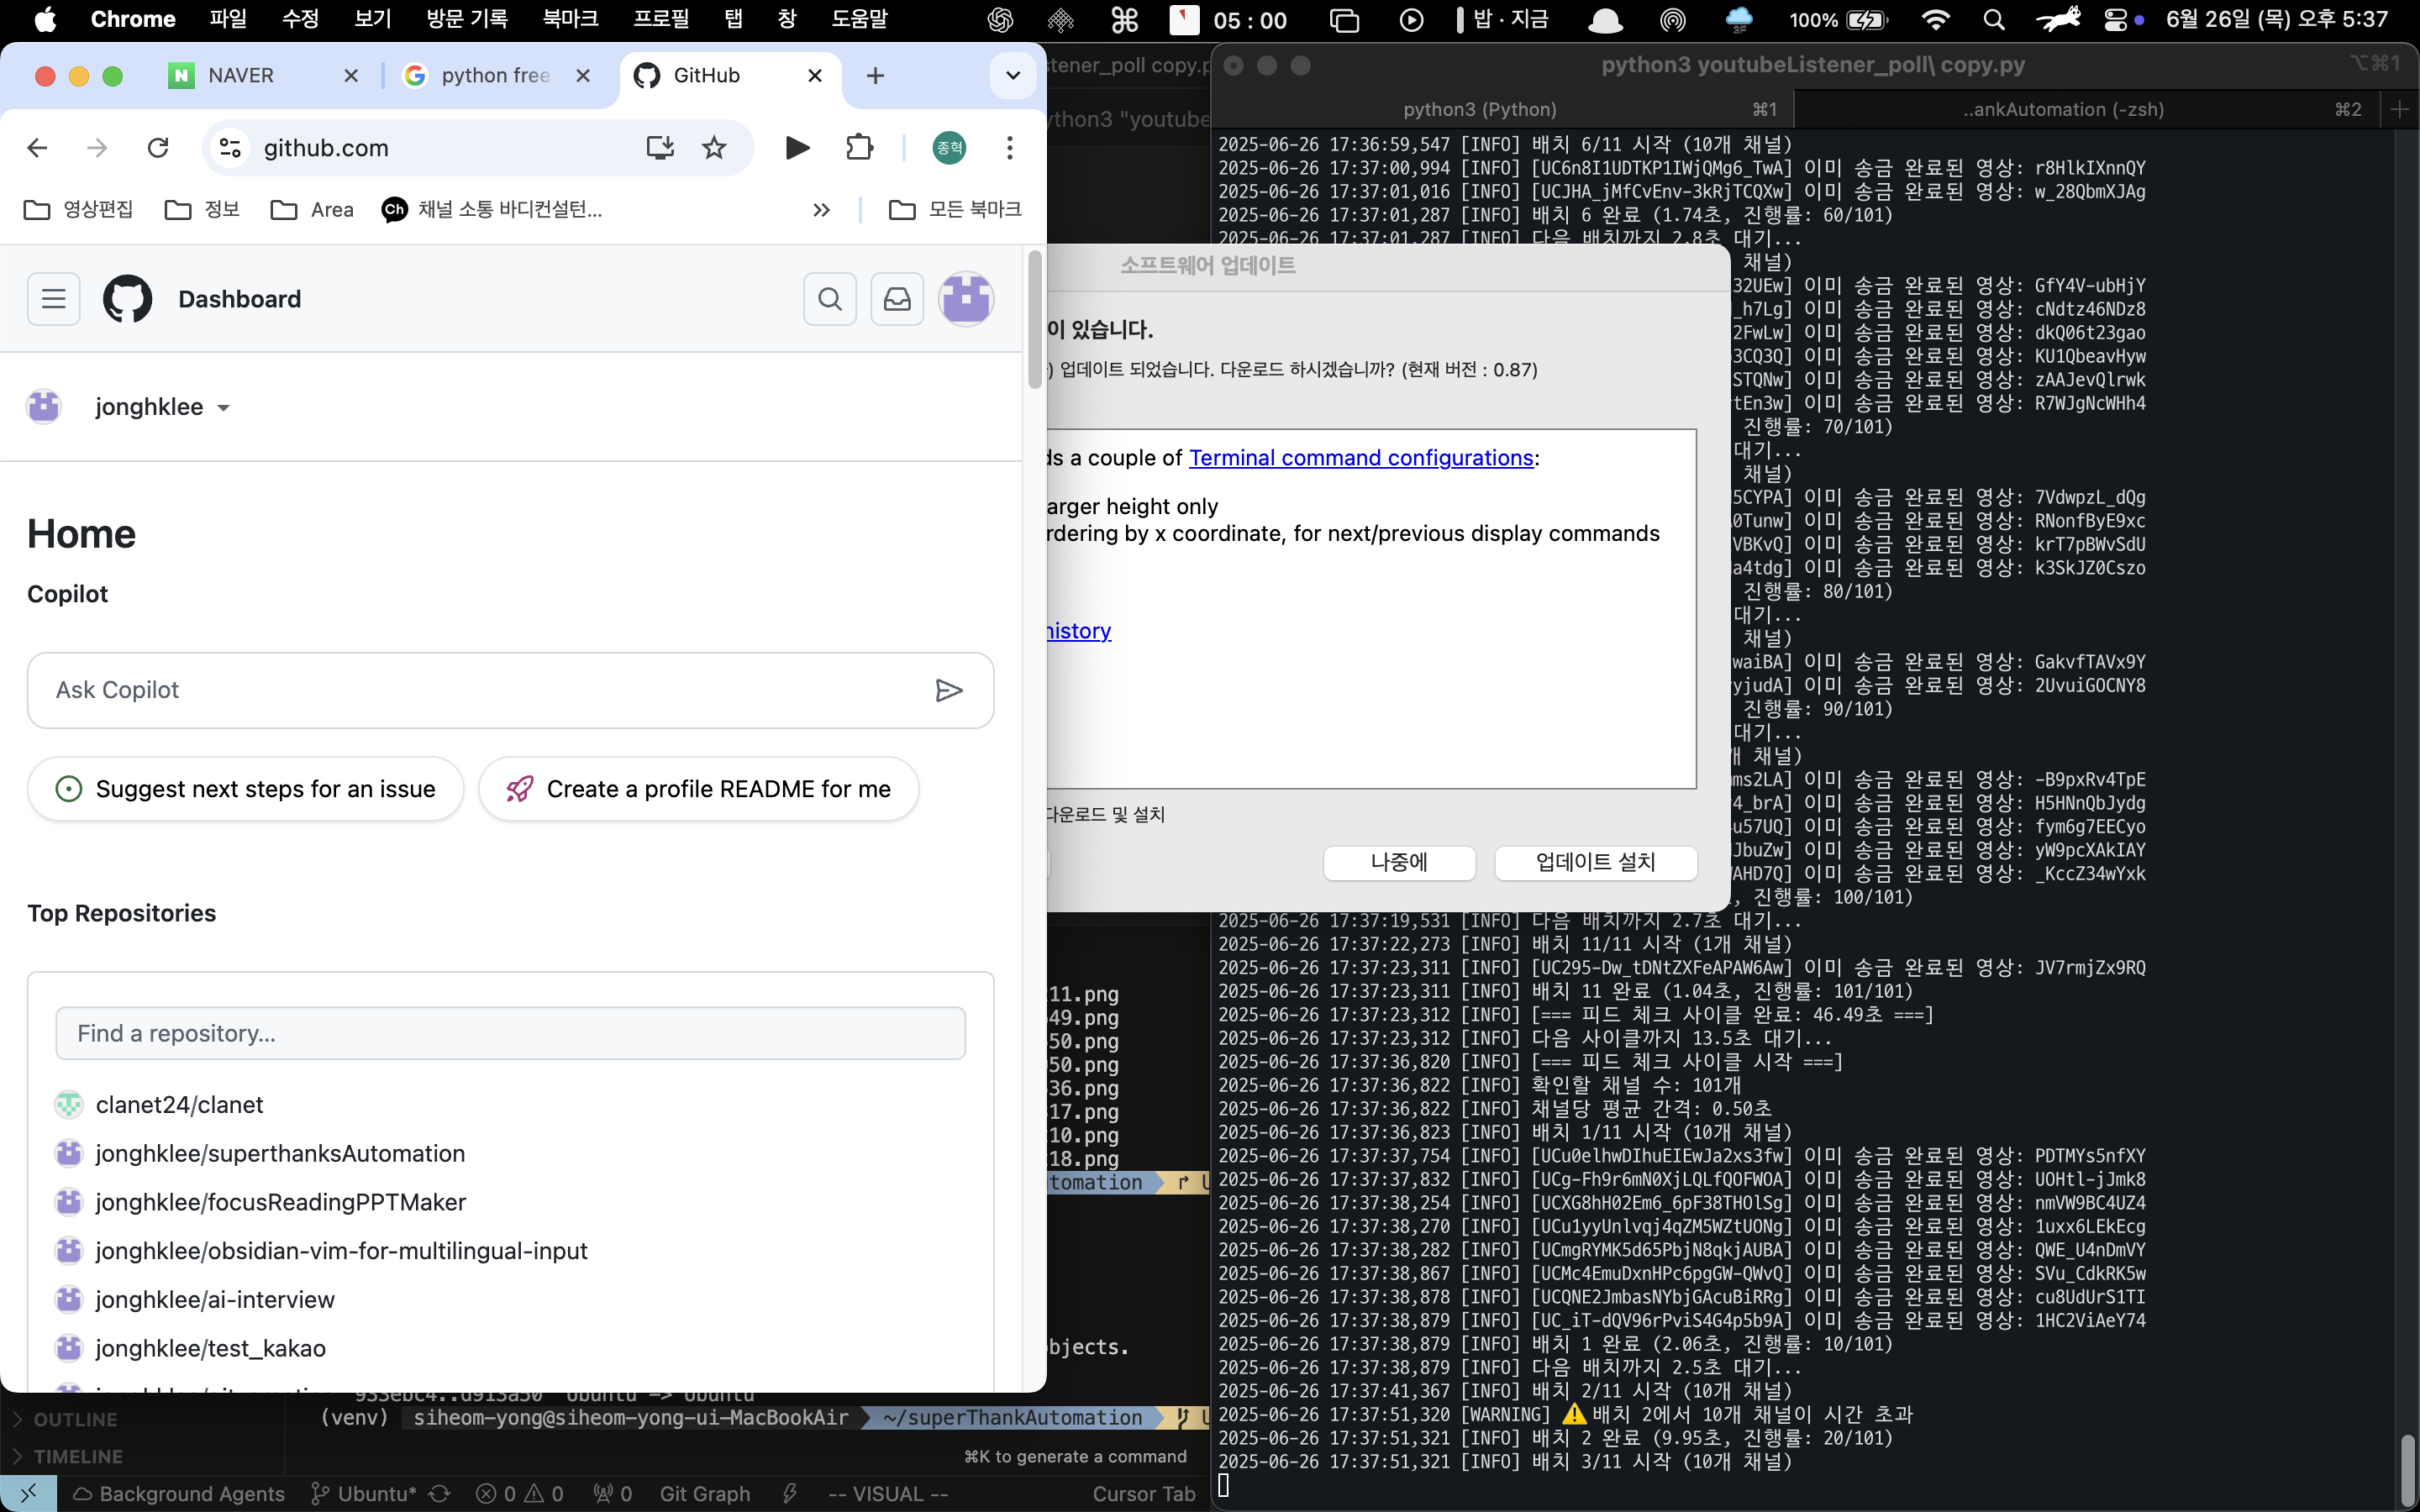 Chrome 파일 수정 보기 방문 기록 북마크 프로필 탭 창 도움말 05 : 00 밥 · 지금 100% 6월 26일 (목) 오후 5:37
NAVER
python free
GitHub
github.com
종혁
영상편집 정보 Area 채널 소통 바디컨설턴... 모든 북마크
Dashboard
jonghklee
Home
Copilot
Ask Copilot
Suggest next steps for an issue
Create a profile README for me
Top Repositories
Find a repository...
clanet24/clanet
jonghklee/superthanksAutomation
jonghklee/focusReadingPPTMaker
jonghklee/obsidian-vim-for-multilingual-input
jonghklee/ai-interview
jonghklee/test_kakao
소프트웨어 업데이트
이 있습니다.
업데이트 되었습니다. 다운로드 하시겠습니까? (현재 버전 : 0.87)
ds a couple of Terminal command configurations:
arger height only
rdering by x coordinate, for next/previous display commands
history
다운로드 및 설치
나중에
업데이트 설치
stener_poll copy.p
ython3 "youtube
11.png
49.png
50.png
50.png
36.png
17.png
10.png
18.png
tomation
bjects.
(venv) siheom-yong@siheom-yong-ui-MacBookAir ~/superThankAutomation
⌘K to generate a command
OUTLINE
TIMELINE
Background Agents Ubuntu* 0 0 0 Git Graph -- VISUAL -- Cursor Tab
python3 youtubeListener_poll\ copy.py ⌥⌘1
python3 (Python) ⌘1 ..ankAutomation (-zsh) ⌘2
2025-06-26 17:36:59,547 [INFO] 배치 6/11 시작 (10개 채널)
2025-06-26 17:37:00,994 [INFO] [UC6n8I1UDTKP1IWjQMg6_TwA] 이미 송금 완료된 영상: r8HlkIXnnQY
2025-06-26 17:37:01,016 [INFO] [UCJHA_jMfCvEnv-3kRjTCQXw] 이미 송금 완료된 영상: w_28QbmXJAg
2025-06-26 17:37:01,287 [INFO] 배치 6 완료 (1.74초, 진행률: 60/101)
2025-06-26 17:37:01,287 [INFO] 다음 배치까지 2.8초 대기...
채널)
32UEw] 이미 송금 완료된 영상: GfY4V-ubHjY
_h7Lg] 이미 송금 완료된 영상: cNdtz46NDz8
2FwLw] 이미 송금 완료된 영상: dkQ06t23gao
3CQ3Q] 이미 송금 완료된 영상: KU1QbeavHyw
STQNw] 이미 송금 완료된 영상: zAAJevQlrwk
tEn3w] 이미 송금 완료된 영상: R7WJgNcWHh4
진행률: 70/101)
대기...
채널)
5CYPA] 이미 송금 완료된 영상: 7VdwpzL_dQg
0Tunw] 이미 송금 완료된 영상: RNonfByE9xc
VBKvQ] 이미 송금 완료된 영상: krT7pBWvSdU
a4tdg] 이미 송금 완료된 영상: k3SkJZ0Cszo
진행률: 80/101)
대기...
채널)
waiBA] 이미 송금 완료된 영상: GakvfTAVx9Y
yjudA] 이미 송금 완료된 영상: 2UvuiGOCNY8
진행률: 90/101)
대기...
개 채널)
ms2LA] 이미 송금 완료된 영상: -B9pxRv4TpE
4_brA] 이미 송금 완료된 영상: H5HNnQbJydg
u57UQ] 이미 송금 완료된 영상: fym6g7EECyo
JbuZw] 이미 송금 완료된 영상: yW9pcXAkIAY
AHD7Q] 이미 송금 완료된 영상: _KccZ34wYxk
, 진행률: 100/101)
2025-06-26 17:37:19,531 [INFO] 다음 배치까지 2.7초 대기...
2025-06-26 17:37:22,273 [INFO] 배치 11/11 시작 (1개 채널)
2025-06-26 17:37:23,311 [INFO] [UC295-Dw_tDNtZXFeAPAW6Aw] 이미 송금 완료된 영상: JV7rmjZx9RQ
2025-06-26 17:37:23,311 [INFO] 배치 11 완료 (1.04초, 진행률: 101/101)
2025-06-26 17:37:23,312 [INFO] [=== 피드 체크 사이클 완료: 46.49초 ===]
2025-06-26 17:37:23,312 [INFO] 다음 사이클까지 13.5초 대기...
2025-06-26 17:37:36,820 [INFO] [=== 피드 체크 사이클 시작 ===]
2025-06-26 17:37:36,822 [INFO] 확인할 채널 수: 101개
2025-06-26 17:37:36,822 [INFO] 채널당 평균 간격: 0.50초
2025-06-26 17:37:36,823 [INFO] 배치 1/11 시작 (10개 채널)
2025-06-26 17:37:37,754 [INFO] [UCu0elhwDIhuEIEwJa2xs3fw] 이미 송금 완료된 영상: PDTMYs5nfXY
2025-06-26 17:37:37,832 [INFO] [UCg-Fh9r6mN0XjLQLfQOFWOA] 이미 송금 완료된 영상: UOHtl-jJmk8
2025-06-26 17:37:38,254 [INFO] [UCXG8hH02Em6_6pF38THOlSg] 이미 송금 완료된 영상: nmVW9BC4UZ4
2025-06-26 17:37:38,270 [INFO] [UCu1yyUnlvqj4qZM5WZtUONg] 이미 송금 완료된 영상: 1uxx6LEkEcg
2025-06-26 17:37:38,282 [INFO] [UCmgRYMK5d65PbjN8qkjAUBA] 이미 송금 완료된 영상: QWE_U4nDmVY
2025-06-26 17:37:38,867 [INFO] [UCMc4EmuDxnHPc6pgGW-QWvQ] 이미 송금 완료된 영상: SVu_CdkRK5w
2025-06-26 17:37:38,878 [INFO] [UCQNE2JmbasNYbjGAcuBiRRg] 이미 송금 완료된 영상: cu8UdUrS1TI
2025-06-26 17:37:38,879 [INFO] [UC_iT-dQV96rPviS4G4p5b9A] 이미 송금 완료된 영상: 1HC2ViAeY74
2025-06-26 17:37:38,879 [INFO] 배치 1 완료 (2.06초, 진행률: 10/101)
2025-06-26 17:37:38,879 [INFO] 다음 배치까지 2.5초 대기...
2025-06-26 17:37:41,367 [INFO] 배치 2/11 시작 (10개 채널)
2025-06-26 17:37:51,320 [WARNING] ⚠️ 배치 2에서 10개 채널이 시간 초과
2025-06-26 17:37:51,321 [INFO] 배치 2 완료 (9.95초, 진행률: 20/101)
2025-06-26 17:37:51,321 [INFO] 배치 3/11 시작 (10개 채널)